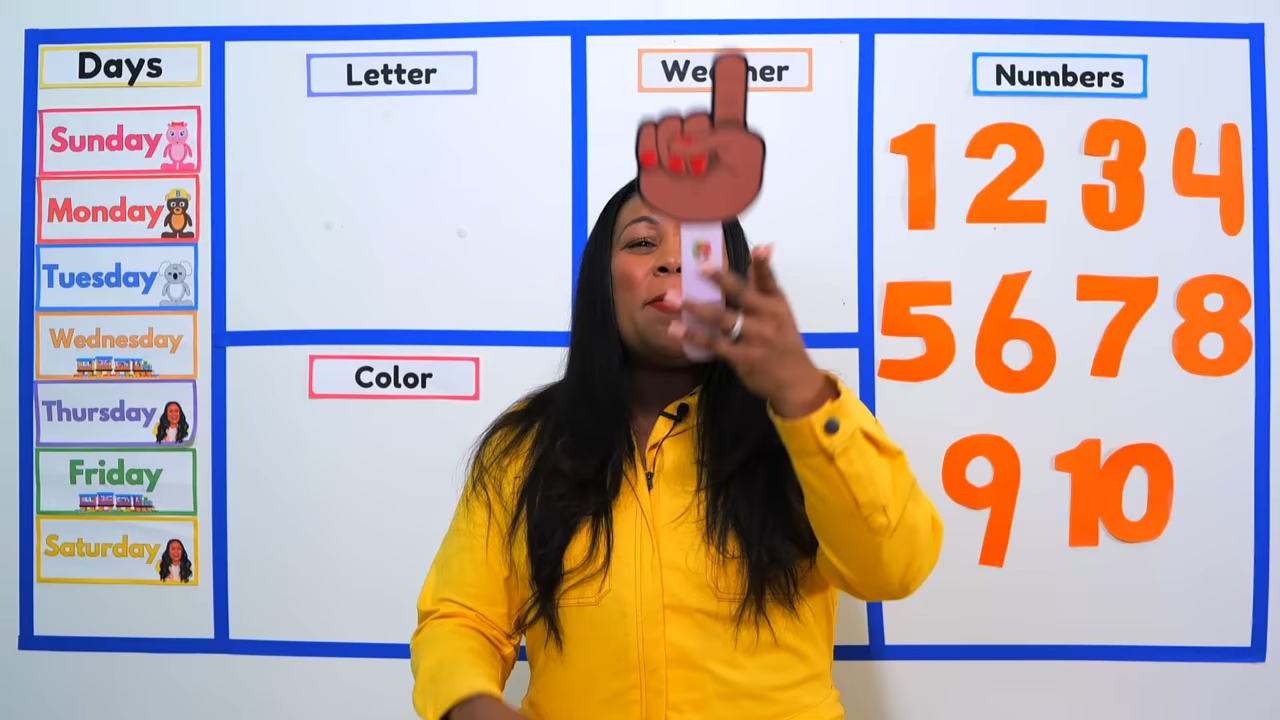 Days
Sunday
Monday
Tuesday
Wednesday
Thursday
Friday
Saturday
Letter
Color
Numbers
1 2 3 4
5 6 7 8
9 10